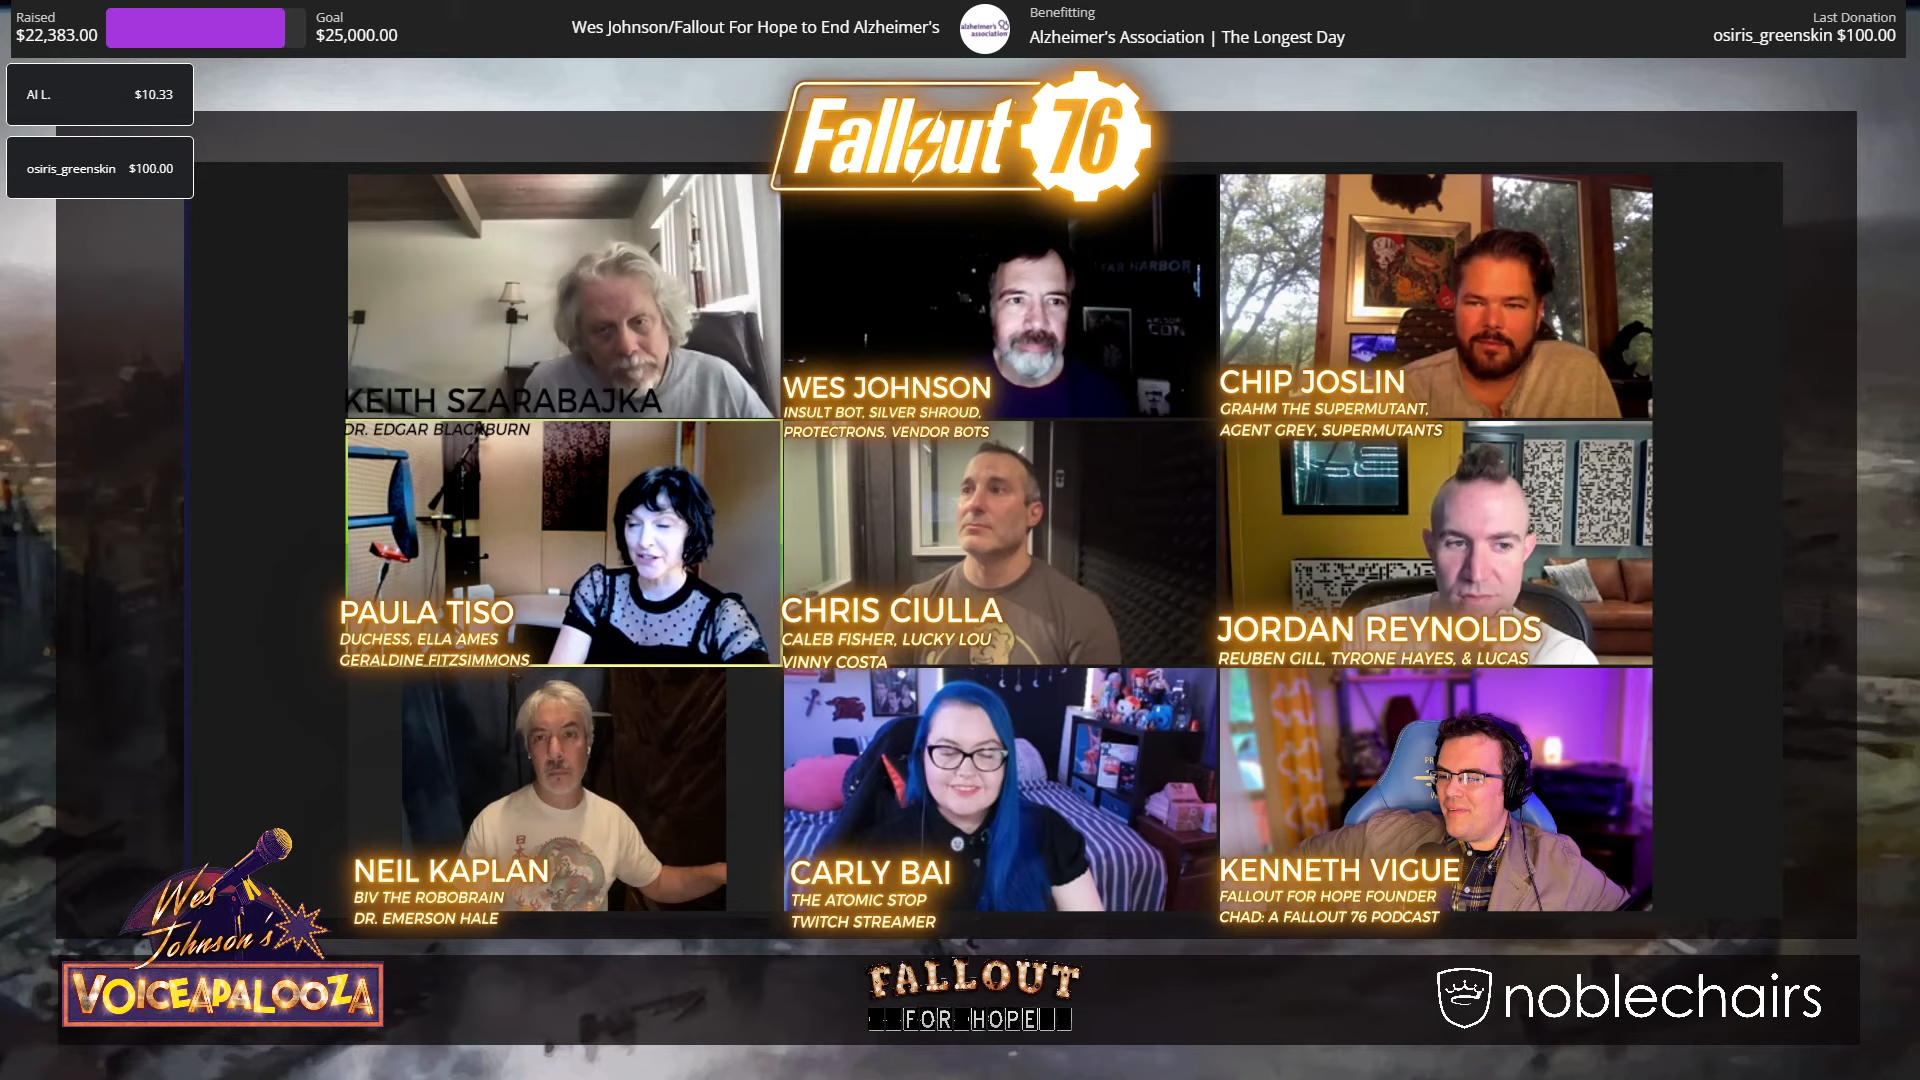 Raised
$22,383.00
Goal
$25,000.00
Wes Johnson/Fallout For Hope to End Alzheimer's
alzheimer's association
Benefitting
Alzheimer's Association | The Longest Day
Last Donation
osiris_greenskin $100.00
Al L. $10.33
osiris_greenskin $100.00
Fallout 76
KEITH SZARABAJKA
DR. EDGAR BLACKBURN
WES JOHNSON
INSULT BOT, SILVER SHROUD,
PROTECTRONS, VENDOR BOTS
FAR HARBOR
CON
CHIP JOSLIN
GRAHM THE SUPERMUTANT,
AGENT GREY, SUPERMUTANTS
PAULA TISO
DUCHESS, ELLA AMES
GERALDINE FITZSIMMONS
CHRIS CIULLA
CALEB FISHER, LUCKY LOU
VINNY COSTA
JORDAN REYNOLDS
REUBEN GILL, TYRONE HAYES, & LUCAS
NEIL KAPLAN
BIV THE ROBOBRAIN
DR. EMERSON HALE
CARLY BAI
THE ATOMIC STOP
TWITCH STREAMER
KENNETH VIGUE
FALLOUT FOR HOPE FOUNDER
CHAD: A FALLOUT 76 PODCAST
Wes
Johnson's
VOICEAPALOOZA
FALLOUT
FOR HOPE
noblechairs